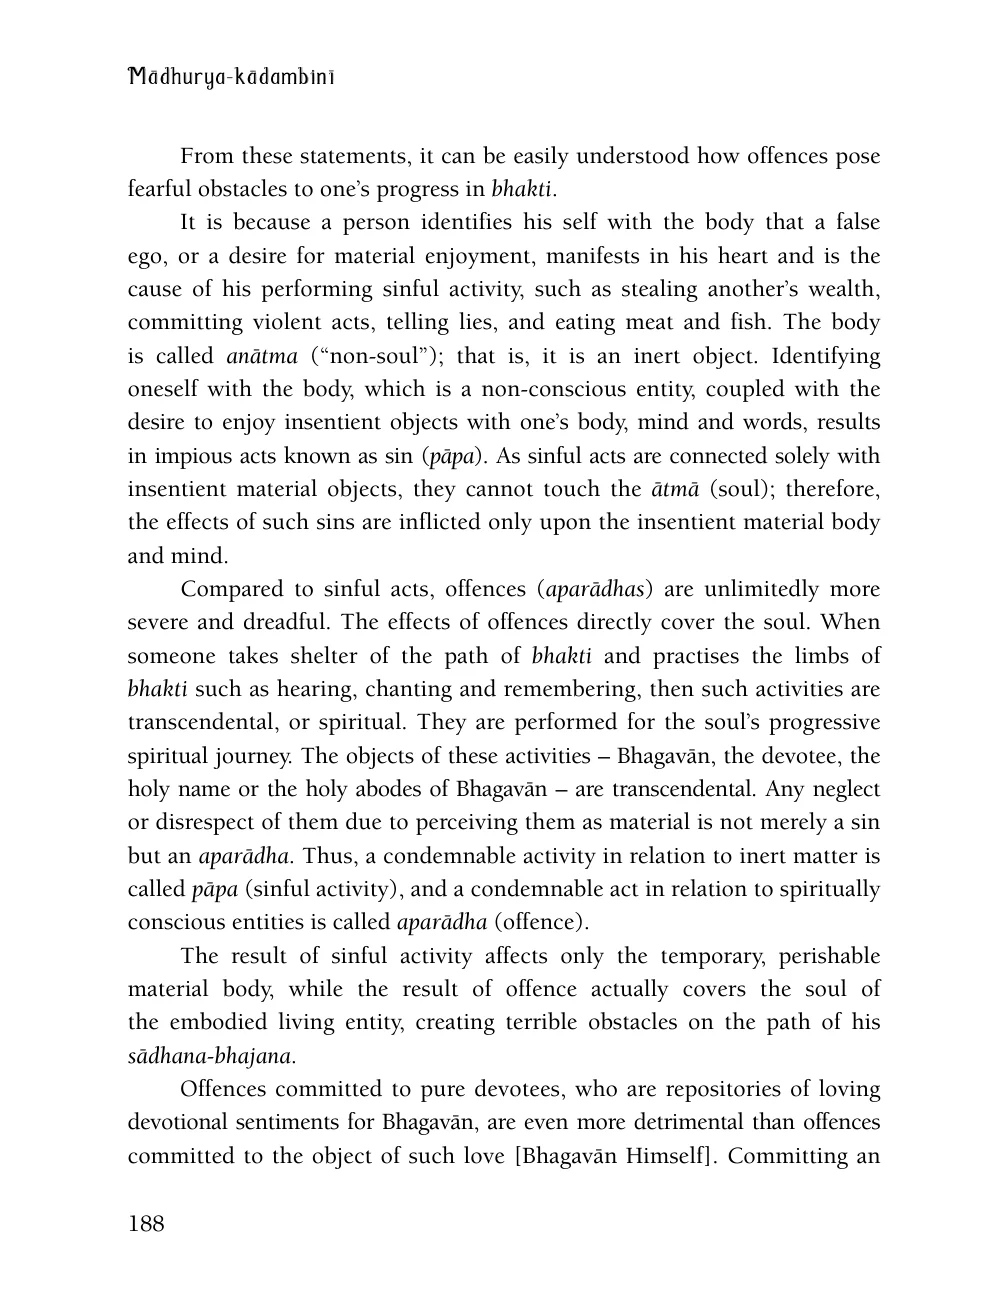 Mādhurya-kādambinī
From these statements, it can be easily understood how offences pose
fearful obstacles to one’s progress in bhakti.
It is because a person identifies his self with the body that a false
ego, or a desire for material enjoyment, manifests in his heart and is the
cause of his performing sinful activity, such as stealing another’s wealth,
committing violent acts, telling lies, and eating meat and fish. The body
is called anātma (“non-soul”); that is, it is an inert object. Identifying
oneself with the body, which is a non-conscious entity, coupled with the
desire to enjoy insentient objects with one’s body, mind and words, results
in impious acts known as sin (pāpa). As sinful acts are connected solely with
insentient material objects, they cannot touch the ātmā (soul); therefore,
the effects of such sins are inflicted only upon the insentient material body
and mind.
Compared to sinful acts, offences (aparādhas) are unlimitedly more
severe and dreadful. The effects of offences directly cover the soul. When
someone takes shelter of the path of bhakti and practises the limbs of
bhakti such as hearing, chanting and remembering, then such activities are
transcendental, or spiritual. They are performed for the soul’s progressive
spiritual journey. The objects of these activities – Bhagavān, the devotee, the
holy name or the holy abodes of Bhagavān – are transcendental. Any neglect
or disrespect of them due to perceiving them as material is not merely a sin
but an aparādha. Thus, a condemnable activity in relation to inert matter is
called pāpa (sinful activity), and a condemnable act in relation to spiritually
conscious entities is called aparādha (offence).
The result of sinful activity affects only the temporary, perishable
material body, while the result of offence actually covers the soul of
the embodied living entity, creating terrible obstacles on the path of his
sādhana-bhajana.
Offences committed to pure devotees, who are repositories of loving
devotional sentiments for Bhagavān, are even more detrimental than offences
committed to the object of such love [Bhagavān Himself]. Committing an
188